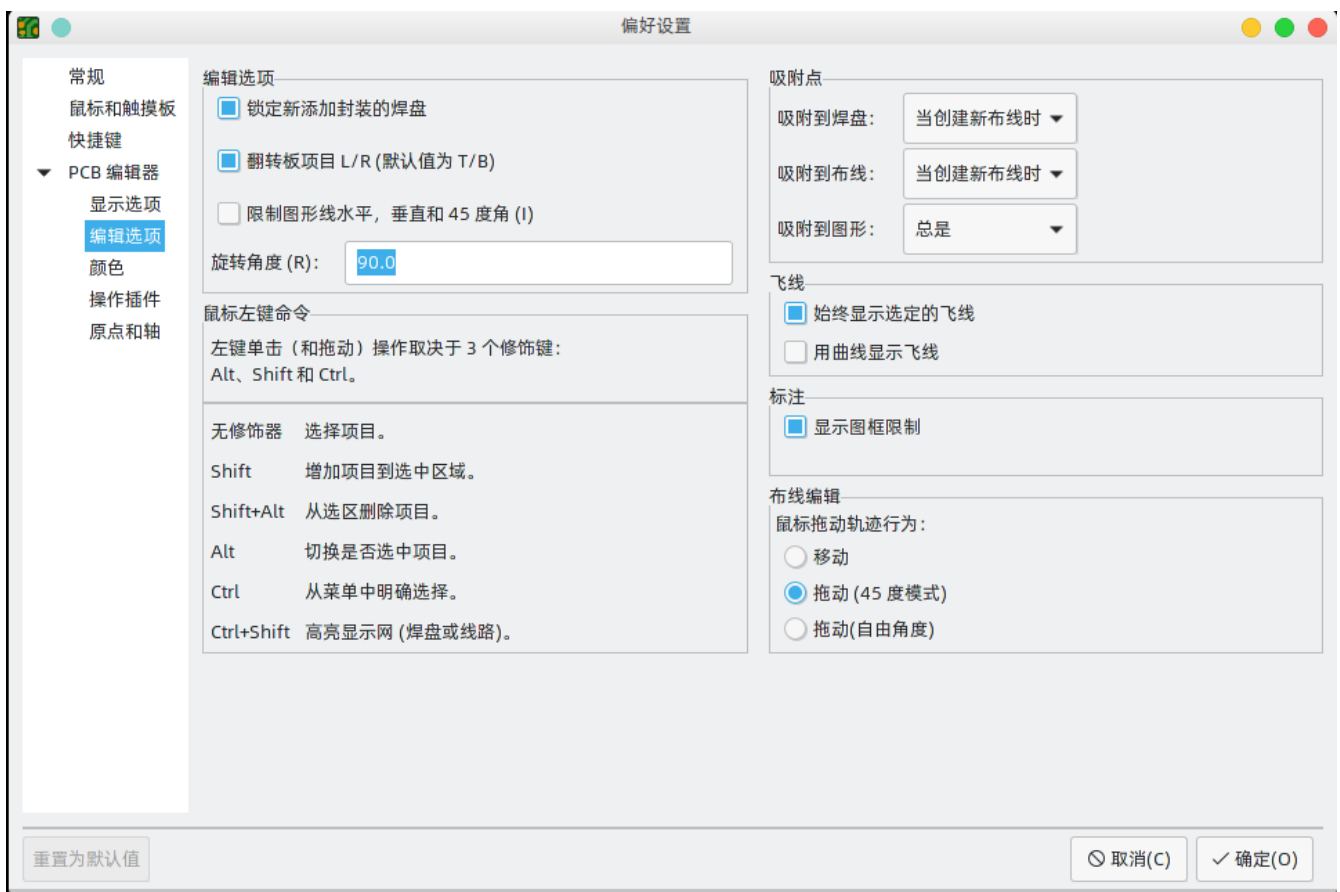 偏好设置
常规
鼠标和触摸板
快捷键
PCB 编辑器
显示选项
编辑选项
颜色
操作插件
原点和轴
编辑选项
锁定新添加封装的焊盘
翻转板项目 L/R (默认值为 T/B)
限制图形线水平，垂直和 45 度角 (I)
旋转角度 (R)： 90.0
鼠标左键命令
左键单击（和拖动）操作取决于 3 个修饰键：
Alt、Shift 和 Ctrl。
无修饰器 选择项目。
Shift 增加项目到选中区域。
Shift+Alt 从选区删除项目。
Alt 切换是否选中项目。
Ctrl 从菜单中明确选择。
Ctrl+Shift 高亮显示网 (焊盘或线路)。
吸附点
吸附到焊盘： 当创建新布线时
吸附到布线： 当创建新布线时
吸附到图形： 总是
飞线
始终显示选定的飞线
用曲线显示飞线
标注
显示图框限制
布线编辑
鼠标拖动轨迹行为：
移动
拖动 (45 度模式)
拖动(自由角度)
重置为默认值
取消(C)
确定(O)